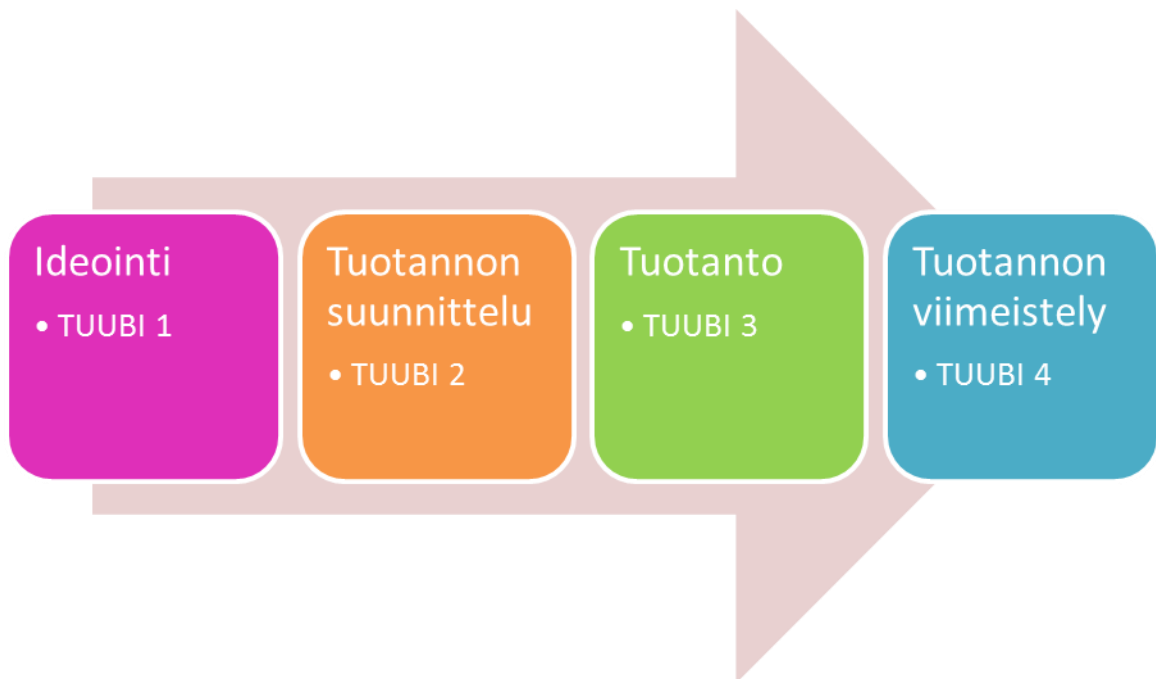 Ideointi
• TUUBI 1
Tuotannon
suunnittelu
• TUUBI 2
Tuotanto
• TUUBI 3
Tuotannon
viimeistely
• TUUBI 4